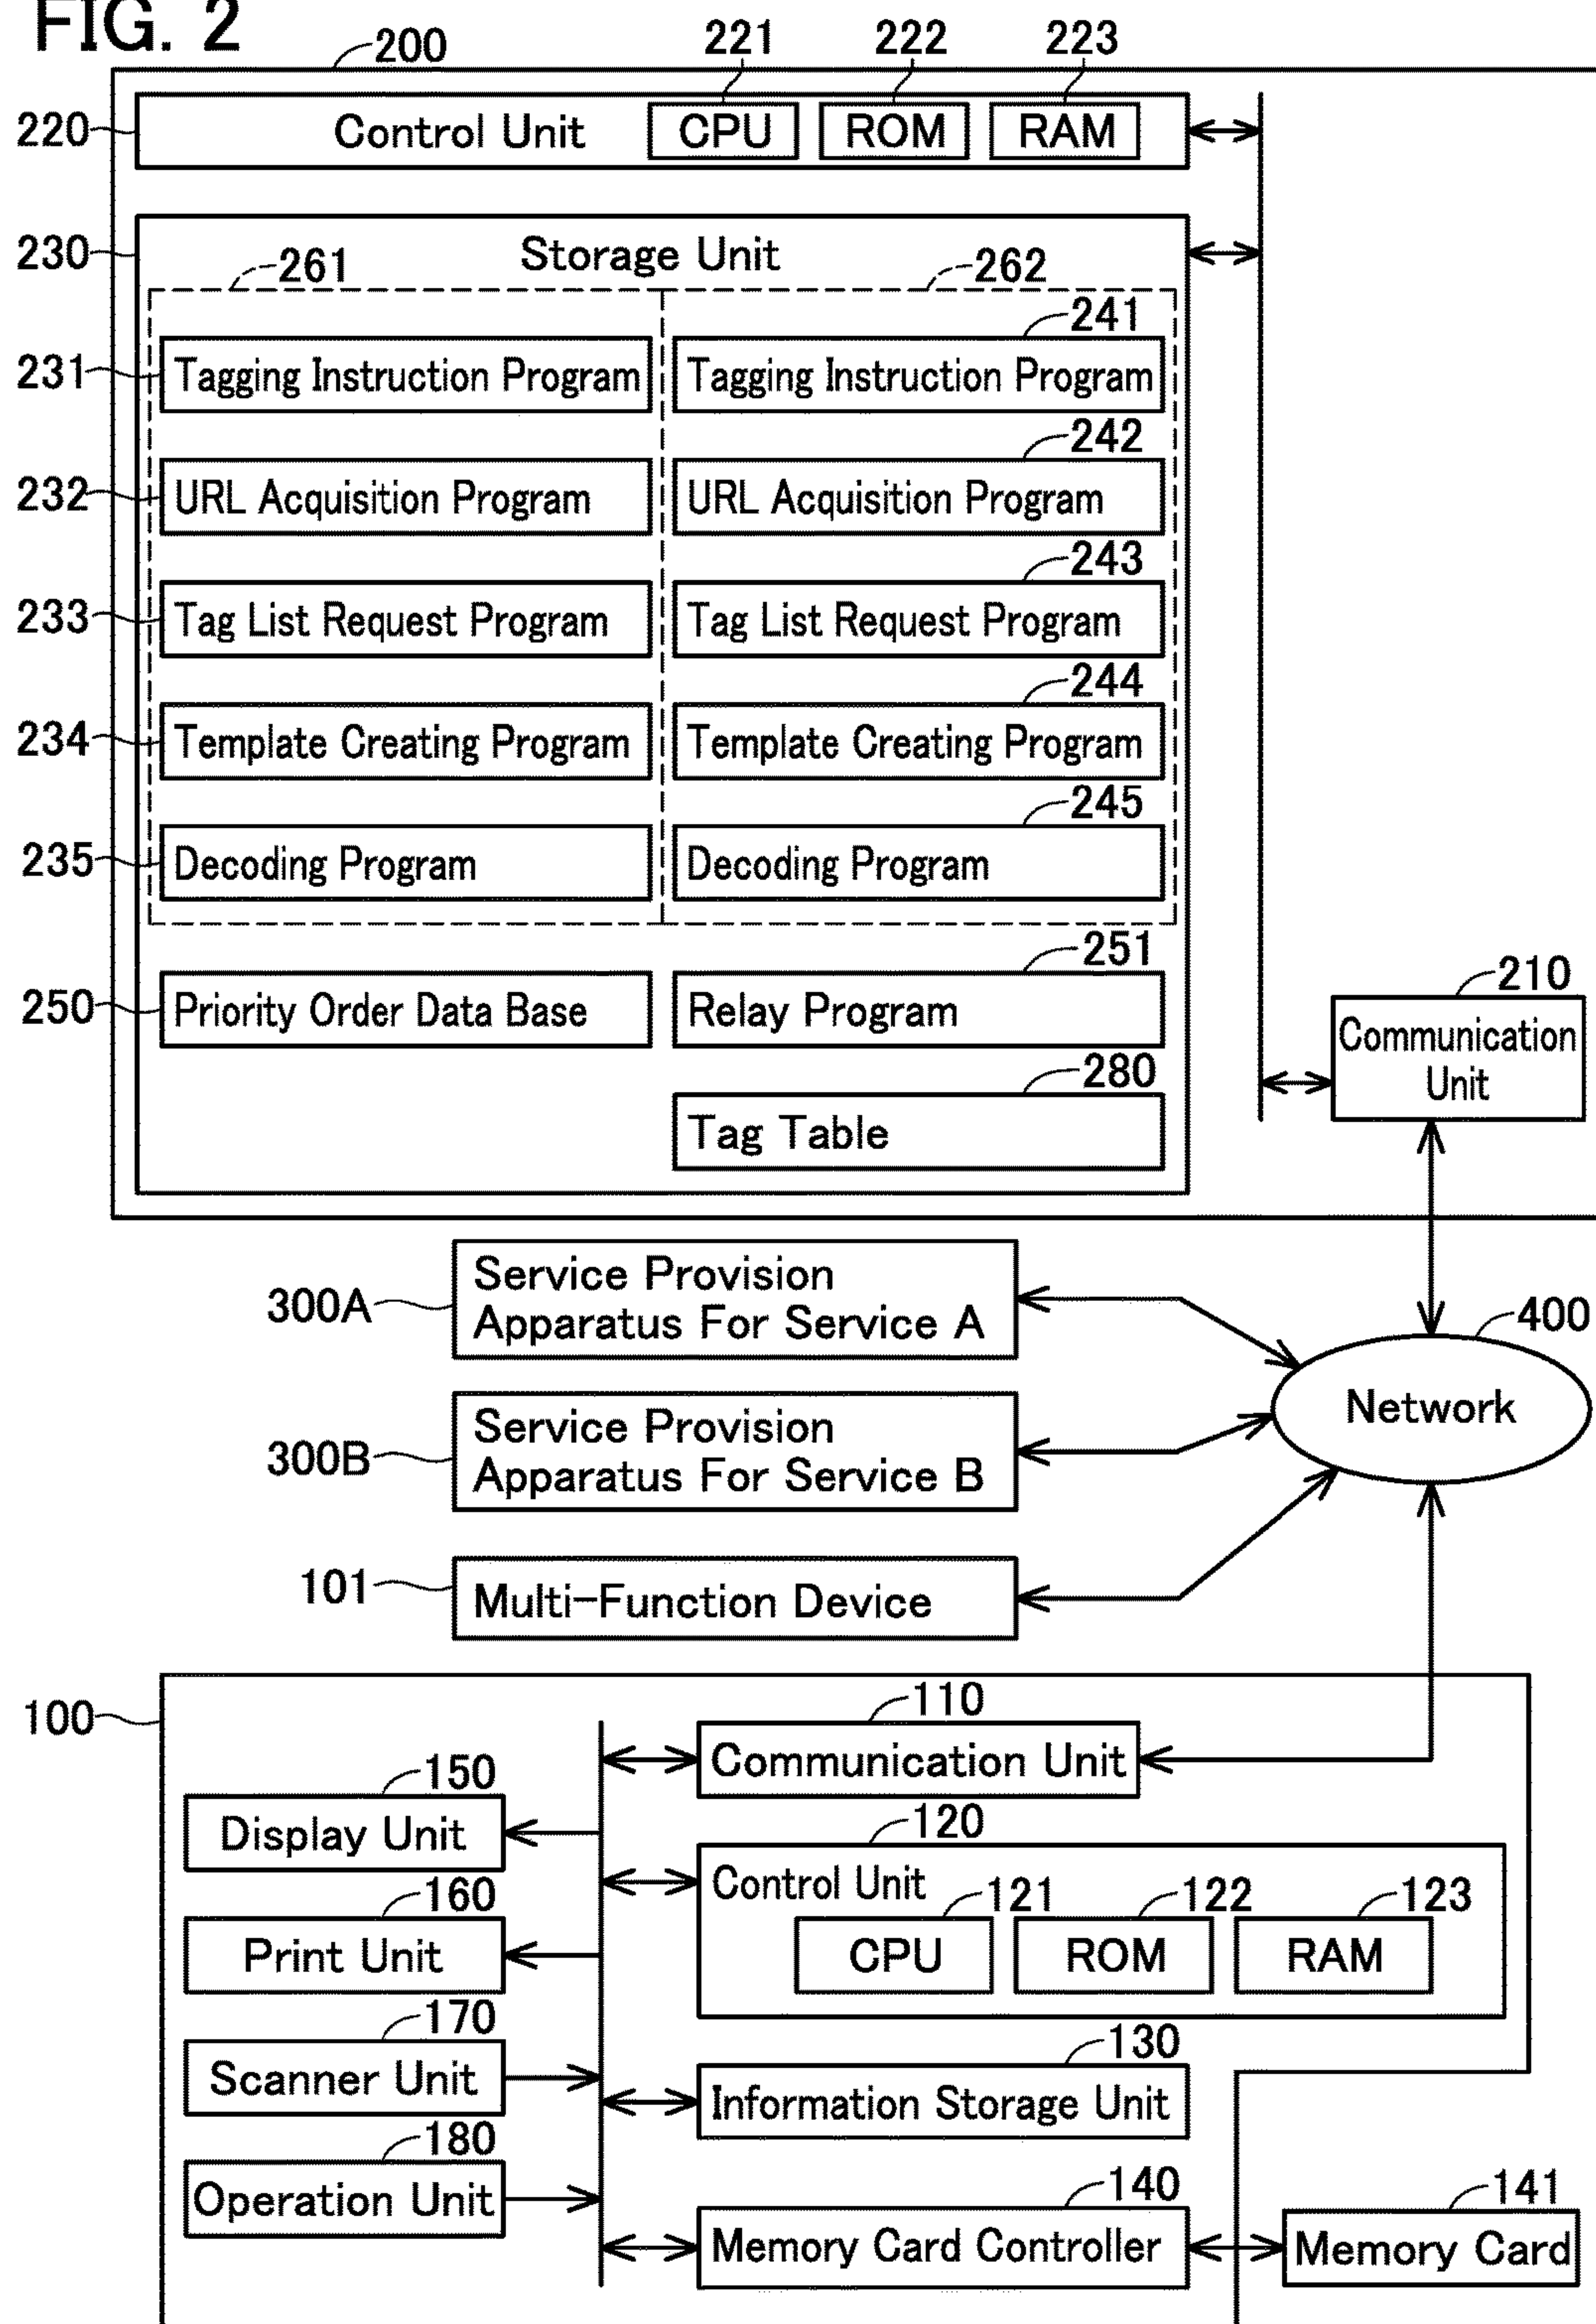 FIG. 2
200
221 222 223
220 Control Unit CPU ROM RAM
230 Storage Unit
261 262
241
231 Tagging Instruction Program Tagging Instruction Program
242
232 URL Acquisition Program URL Acquisition Program
243
233 Tag List Request Program Tag List Request Program
244
234 Template Creating Program Template Creating Program
245
235 Decoding Program Decoding Program
251
250 Priority Order Data Base Relay Program
210
Communication
Unit
280
Tag Table
300A Service Provision
Apparatus For Service A
400
Network
300B Service Provision
Apparatus For Service B
101 Multi-Function Device
100
110
Communication Unit
150
Display Unit
120
Control Unit
121 122 123
CPU ROM RAM
160
Print Unit
170
Scanner Unit
130
Information Storage Unit
180
Operation Unit
140
Memory Card Controller
141
Memory Card